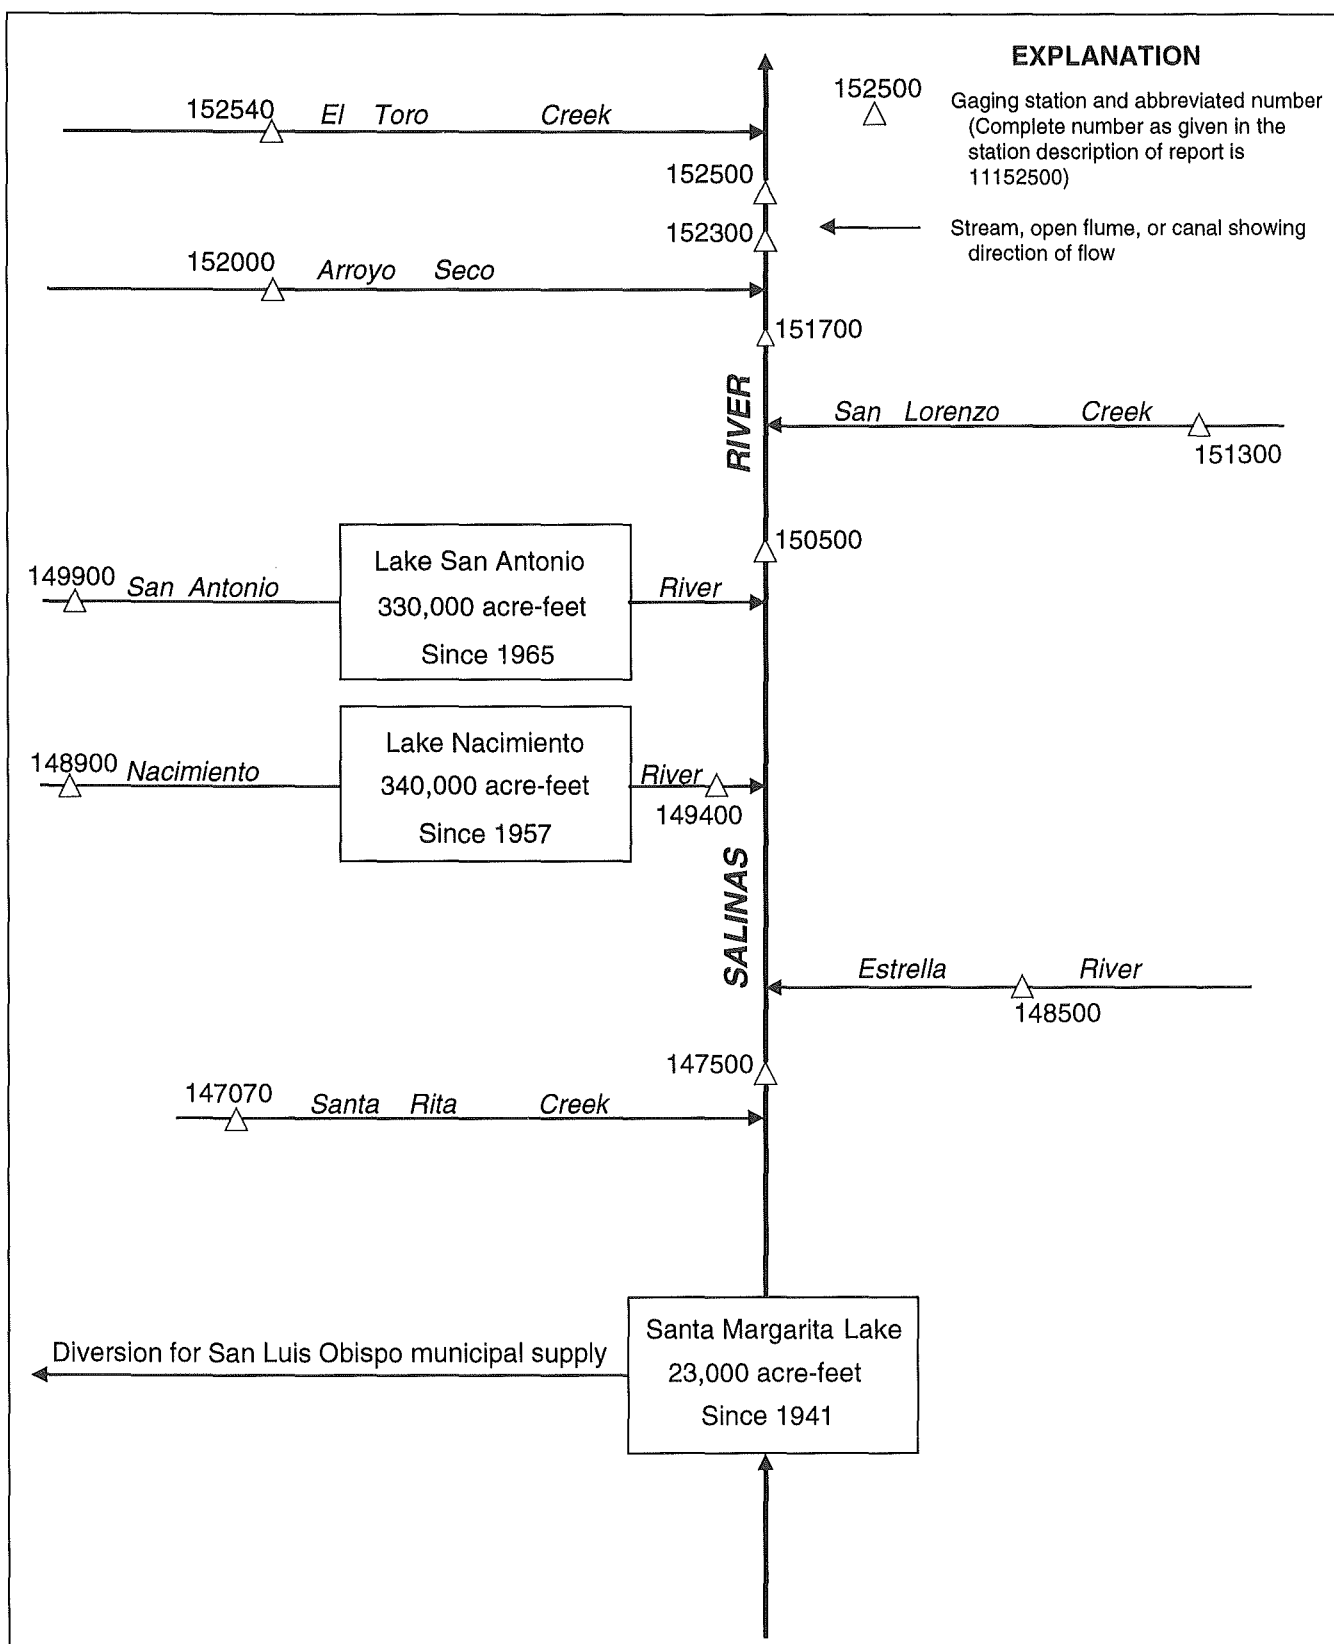 EXPLANATION
152500
Gaging station and abbreviated number
(Complete number as given in the
station description of report is
11152500)
Stream, open flume, or canal showing
direction of flow
152540
El Toro Creek
152500
152300
152000
Arroyo Seco
151700
RIVER
San Lorenzo Creek
151300
150500
149900
San Antonio
Lake San Antonio
330,000 acre-feet
Since 1965
River
148900
Nacimiento
Lake Nacimiento
340,000 acre-feet
Since 1957
River
149400
SALINAS
Estrella River
148500
147500
147070
Santa Rita Creek
Santa Margarita Lake
23,000 acre-feet
Since 1941
Diversion for San Luis Obispo municipal supply